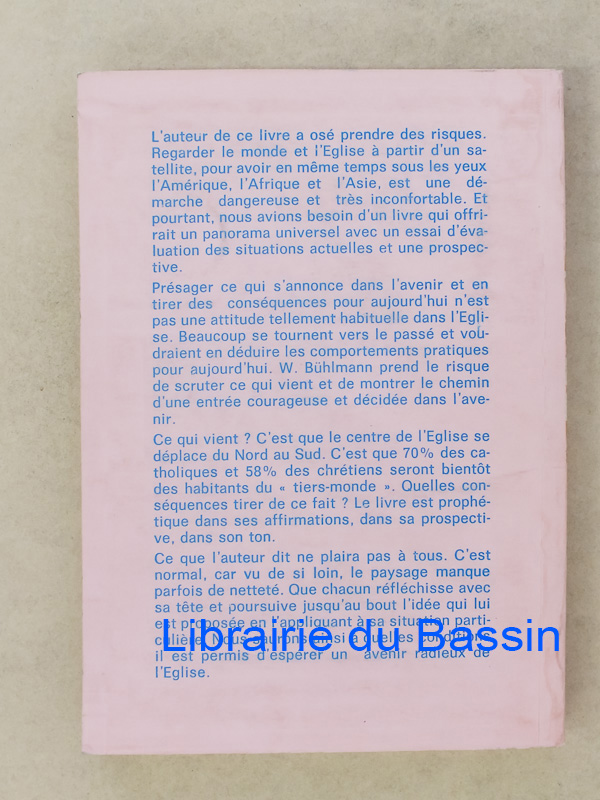 L'auteur de ce livre a osé prendre des risques.
Regarder le monde et l'Eglise à partir d'un sa-
tellite, pour avoir en même temps sous les yeux
l'Amérique, l'Afrique et l'Asie, est une dé-
marche dangereuse et très inconfortable. Et
pourtant, nous avions besoin d'un livre qui offri-
rait un panorama universel avec un essai d'éva-
luation des situations actuelles et une prospec-
tive.
Présager ce qui s'annonce dans l'avenir et en
tirer des conséquences pour aujourd'hui n'est
pas une attitude tellement habituelle dans l'Egli-
se. Beaucoup se tournent vers le passé et vou-
draient en déduire les comportements pratiques
pour aujourd'hui. W. Bühlmann prend le risque
de scruter ce qui vient et de montrer le chemin
d'une entrée courageuse et décidée dans l'ave-
nir.
Ce qui vient ? C'est que le centre de l'Eglise se
déplace du Nord au Sud. C'est que 70% des ca-
tholiques et 58% des chrétiens seront bientôt
des habitants du « tiers-monde ». Quelles con-
séquences tirer de ce fait ? Le livre est prophé-
tique dans ses affirmations, dans sa prospecti-
ve, dans son ton.
Ce que l'auteur dit ne plaira pas à tous. C'est
normal, car vu de si loin, le paysage manque
parfois de netteté. Que chacun réfléchisse avec
sa tête et poursuive jusqu'au bout l'idée qui lui
est proposée en l'appliquant à sa situation parti-
culière. Nous saurons ainsi à quelles conditions
il est permis d'espérer un avenir radieux de
l'Eglise.
Librairie du Bassin